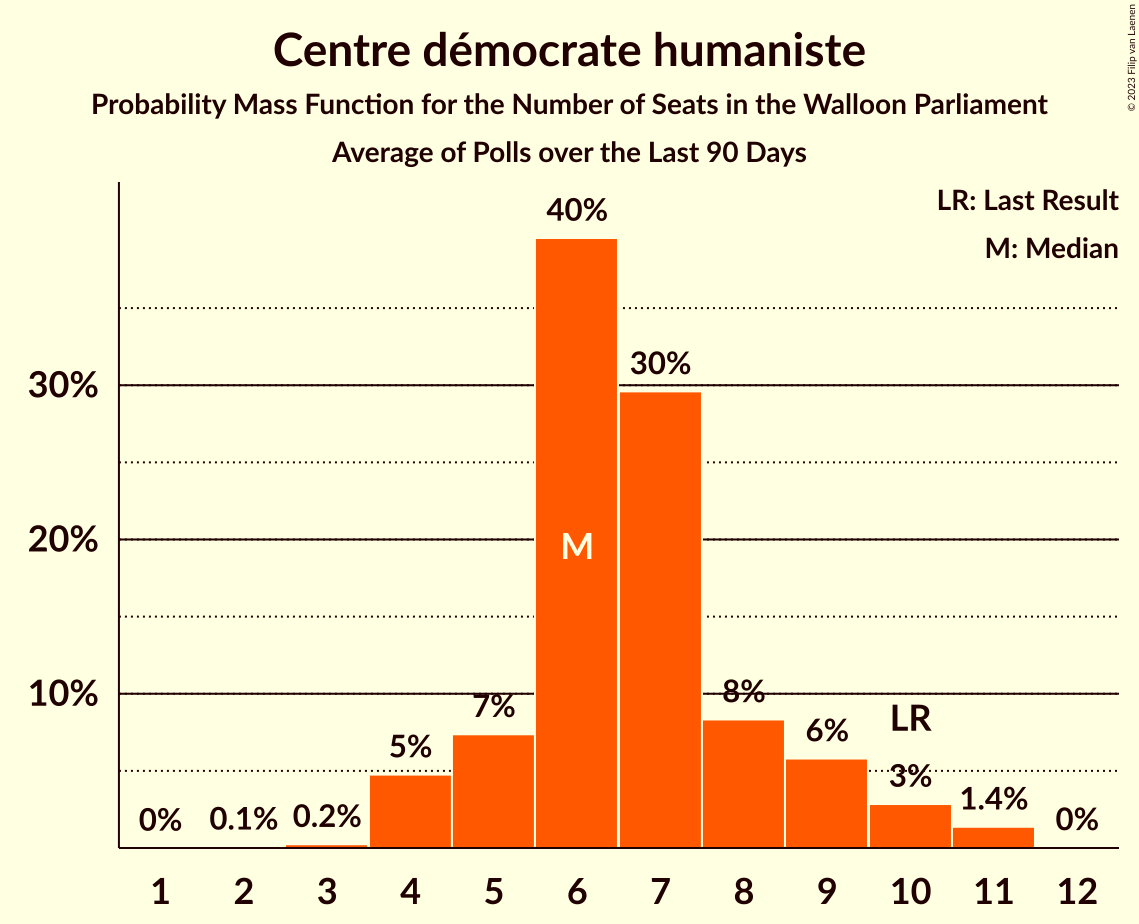 Centre démocrate humaniste
Probability Mass Function for the Number of Seats in the Walloon Parliament
Average of Polls over the Last 90 Days
© 2023 Filip van Laenen
LR: Last Result
M: Median
40%
30%
30%
20%
M
10%
7%
8%
5%
6%
LR
3%
0%
0.1%
0.2%
1.4%
0%
1 2 3 4 5 6 7 8 9 10 11 12